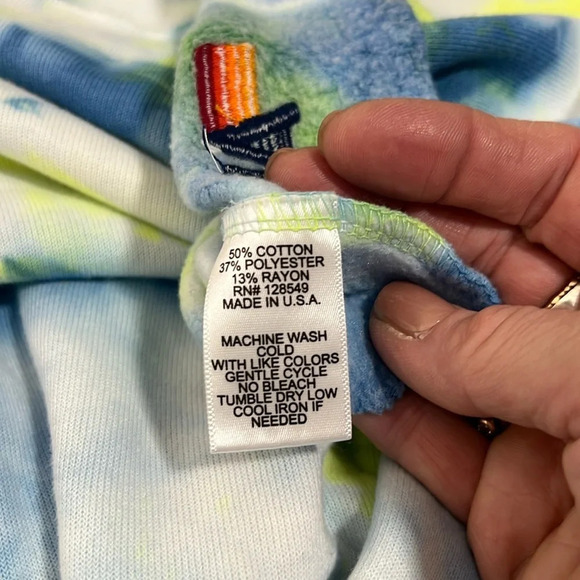 50% COTTON
37% POLYESTER
13% RAYON
RN# 128549
MADE IN U.S.A.
MACHINE WASH
COLD
WITH LIKE COLORS
GENTLE CYCLE
NO BLEACH
TUMBLE DRY LOW
COOL IRON IF
NEEDED